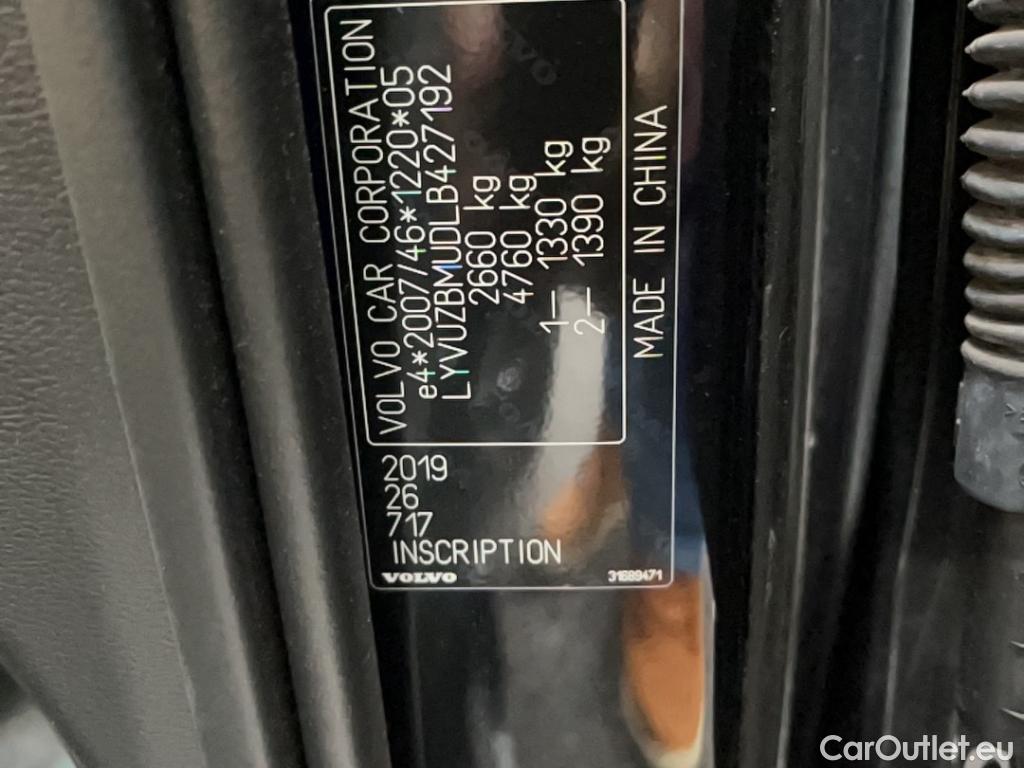 VOLVO CAR CORPORATION
e4*2007/46*1220*05
LYVUZBMUDLB427192
2660 kg
4760 kg
1– 1330 kg
2– 1390 kg
MADE IN CHINA
2019
26
717
INSCRIPTION
VOLVO
31689471
CarOutlet.eu